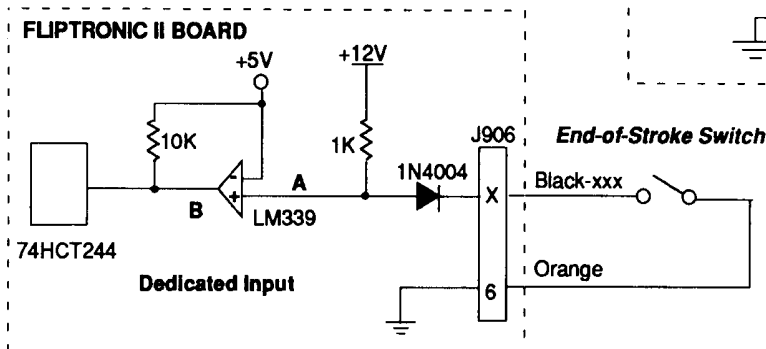 FLIPTRONIC II BOARD
+5V
+12V
10K
1K
J906
End-of-Stroke Switch
1N4004
A
-
+
X
Black-xxx
B
LM339
74HCT244
Dedicated Input
Orange
6